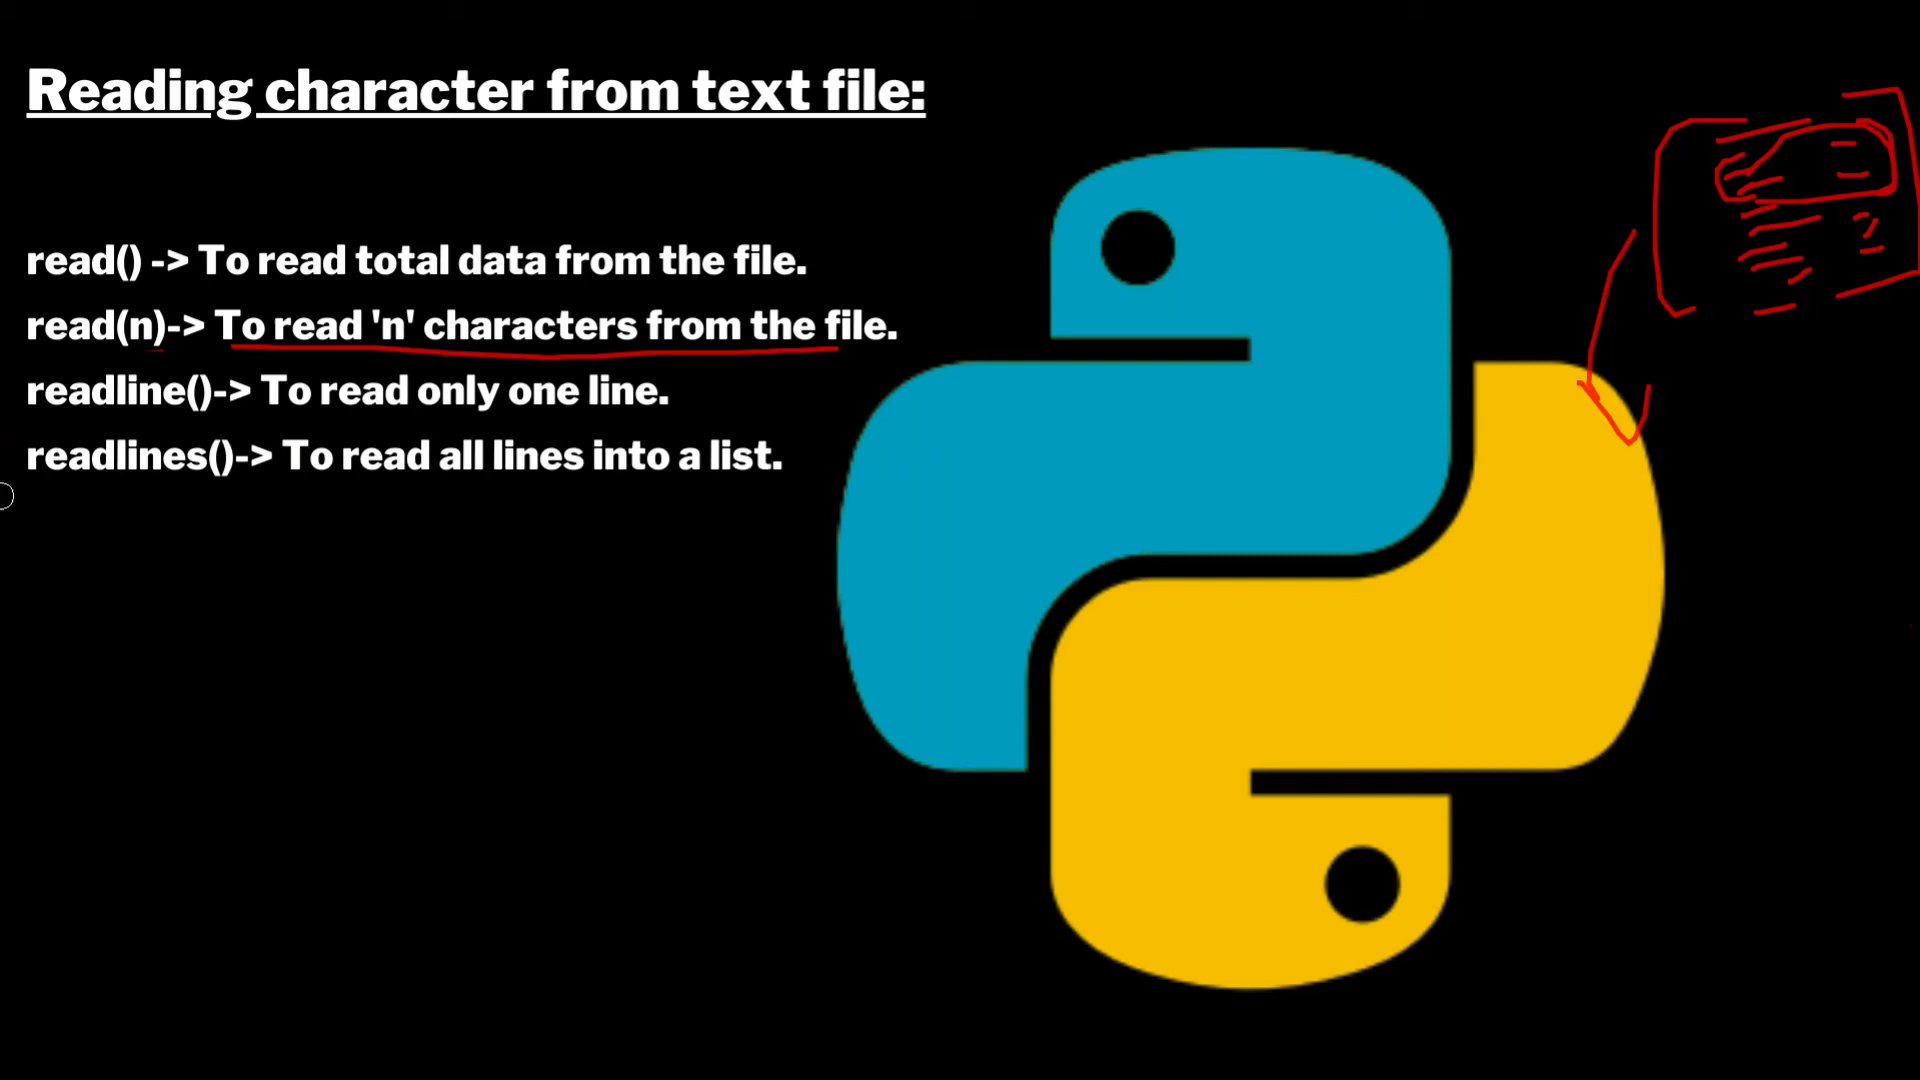 Reading character from text file:
read() -> To read total data from the file.
read(n)-> To read 'n' characters from the file.
readline()-> To read only one line.
readlines()-> To read all lines into a list.